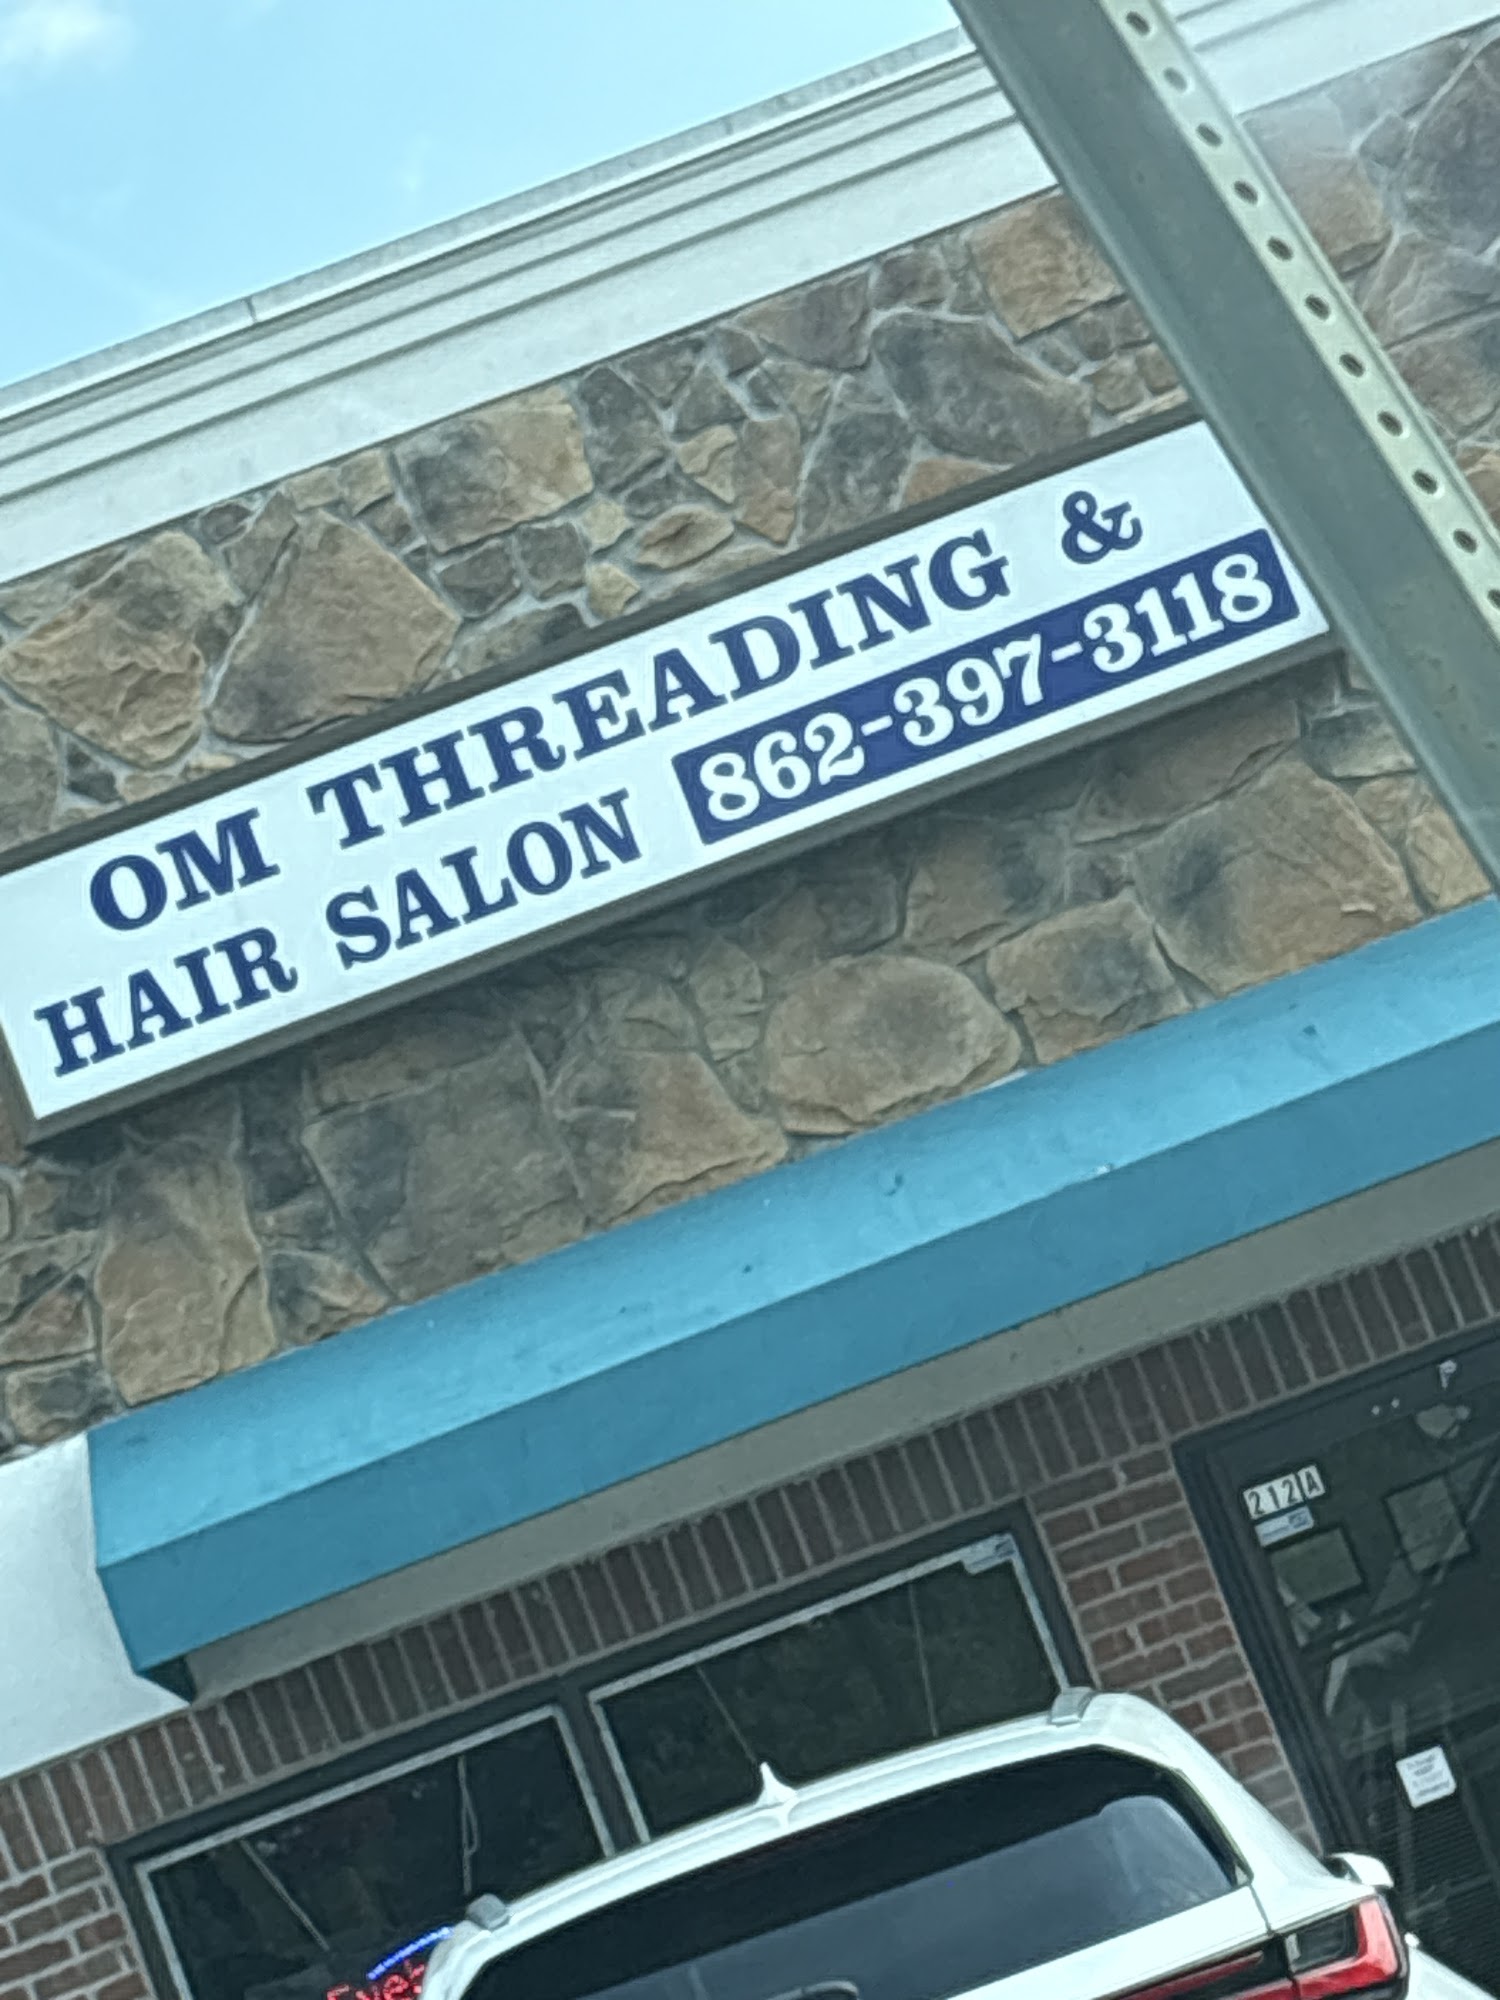 OM THREADING &
HAIR SALON 862-397-3118
212A